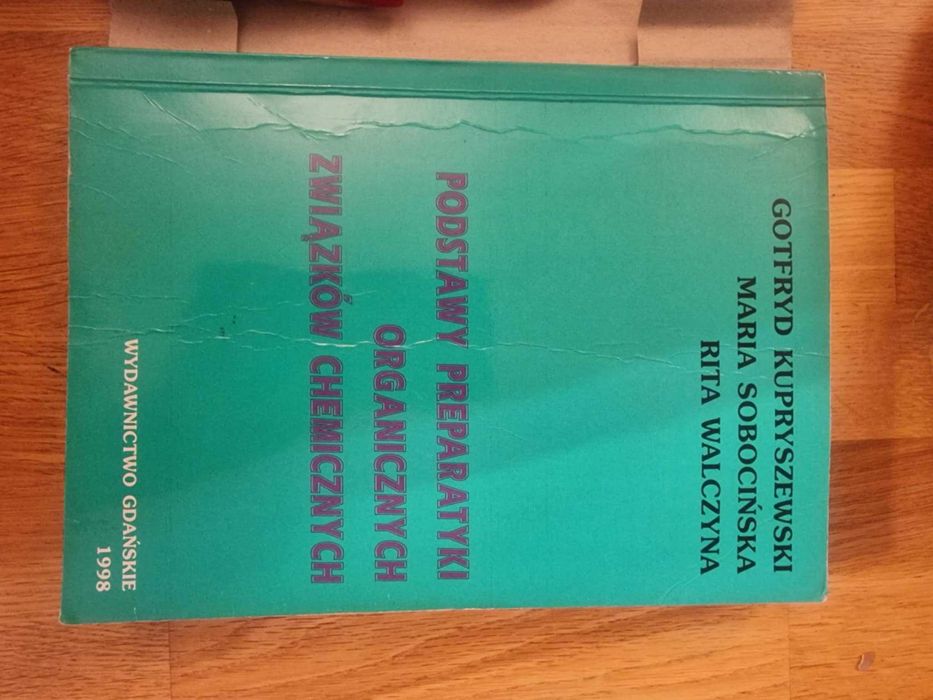 GOTFRYD KUPRYSZEWSKI
MARIA SOBOCIŃSKA
RITA WALCZYNA
PODSTAWY PREPARATYKI
ORGANICZNYCH
ZWIĄZKÓW CHEMICZNYCH
WYDAWNICTWO GDAŃSKIE
1998